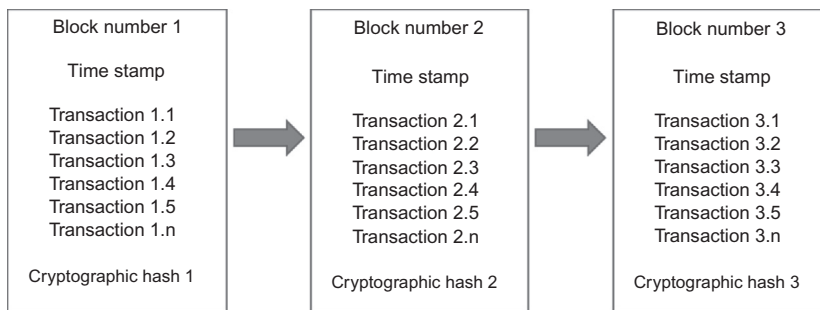 Block number 1
Time stamp
Transaction 1.1
Transaction 1.2
Transaction 1.3
Transaction 1.4
Transaction 1.5
Transaction 1.n
Cryptographic hash 1
Block number 2
Time stamp
Transaction 2.1
Transaction 2.2
Transaction 2.3
Transaction 2.4
Transaction 2.5
Transaction 2.n
Cryptographic hash 2
Block number 3
Time stamp
Transaction 3.1
Transaction 3.2
Transaction 3.3
Transaction 3.4
Transaction 3.5
Transaction 3.n
Cryptographic hash 3